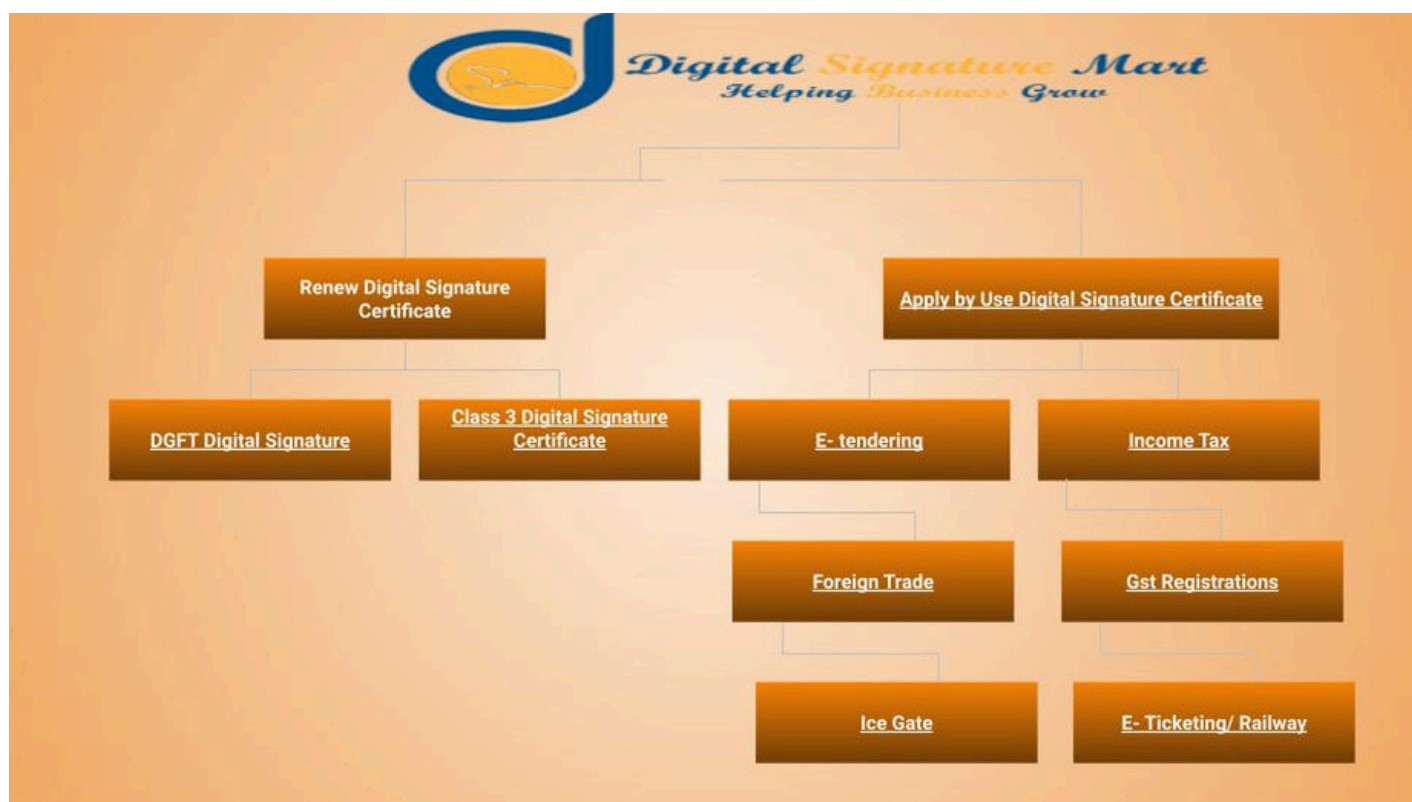 Digital Signature Mart
Helping Business Grow
Renew Digital Signature
Certificate
Apply by Use Digital Signature Certificate
DGFT Digital Signature
Class 3 Digital Signature
Certificate
E- tendering
Income Tax
Foreign Trade
Gst Registrations
Ice Gate
E- Ticketing/ Railway